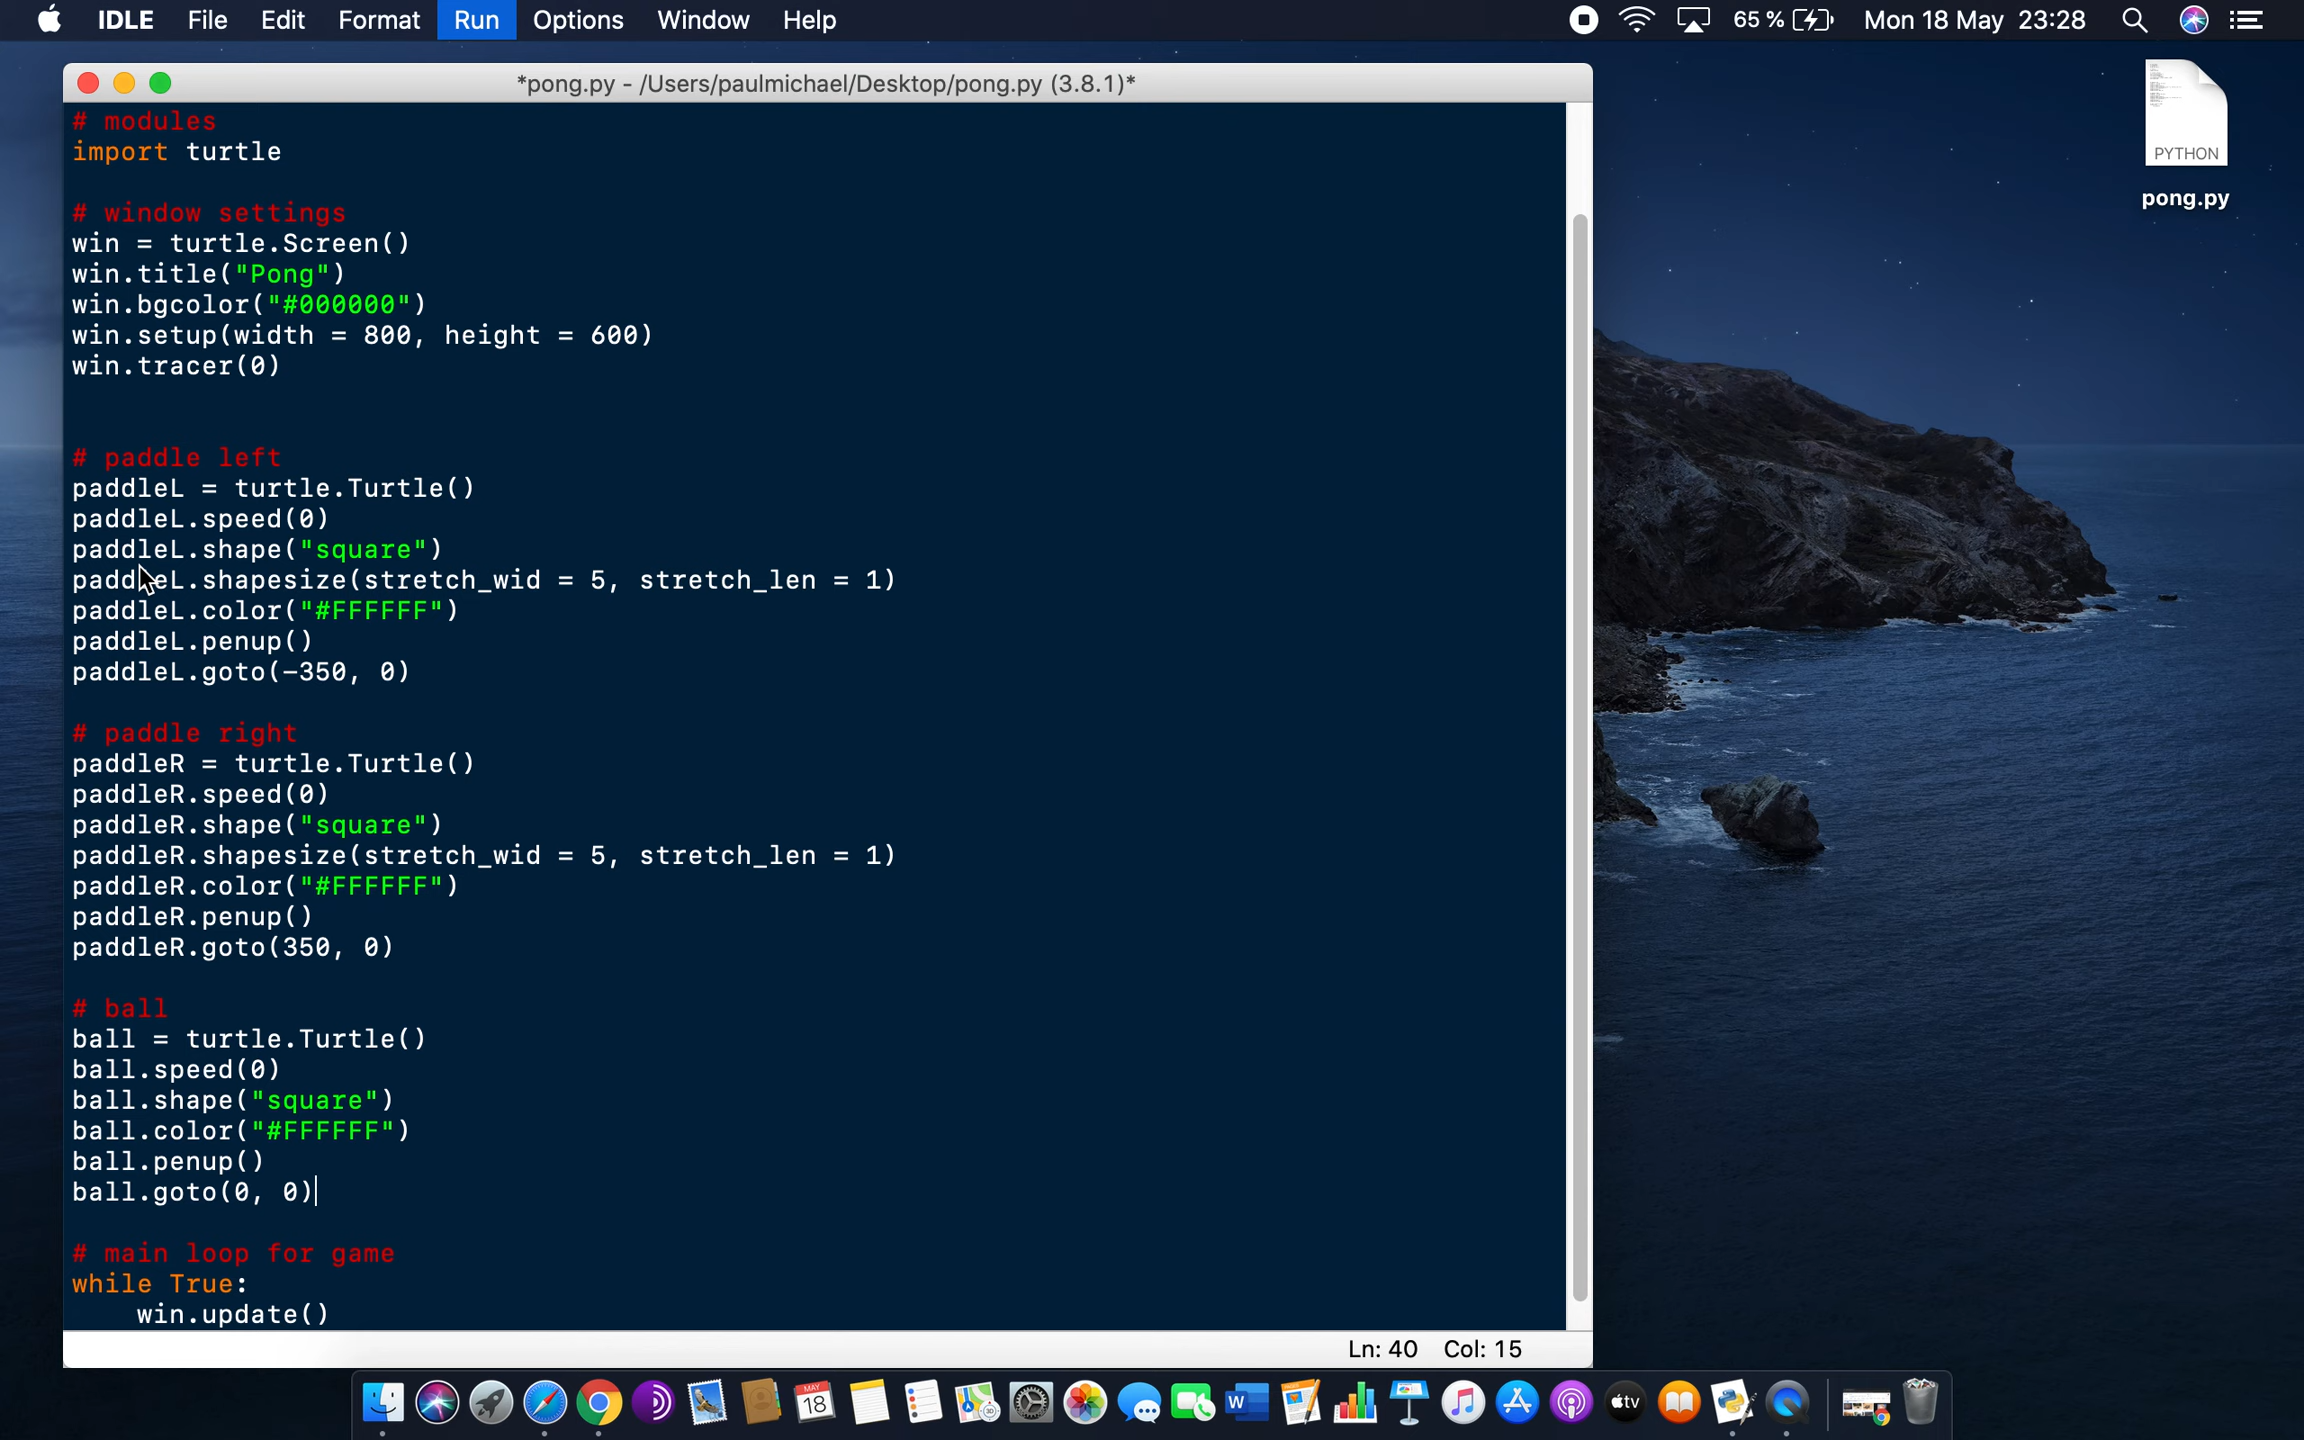 IDLE File Edit Format Run Options Window Help 65 % Mon 18 May 23:28
*pong.py - /Users/paulmichael/Desktop/pong.py (3.8.1)*
# modules
import turtle
# window settings
win = turtle.Screen()
win.title("Pong")
win.bgcolor("#000000")
win.setup(width = 800, height = 600)
win.tracer(0)
# paddle left
paddleL = turtle.Turtle()
paddleL.speed(0)
paddleL.shape("square")
paddleL.shapesize(stretch_wid = 5, stretch_len = 1)
paddleL.color("#FFFFFF")
paddleL.penup()
paddleL.goto(-350, 0)
# paddle right
paddleR = turtle.Turtle()
paddleR.speed(0)
paddleR.shape("square")
paddleR.shapesize(stretch_wid = 5, stretch_len = 1)
paddleR.color("#FFFFFF")
paddleR.penup()
paddleR.goto(350, 0)
# ball
ball = turtle.Turtle()
ball.speed(0)
ball.shape("square")
ball.color("#FFFFFF")
ball.penup()
ball.goto(0, 0)
# main loop for game
while True:
    win.update()
Ln: 40 Col: 15
PYTHON
pong.py
MAY
18
W
tv